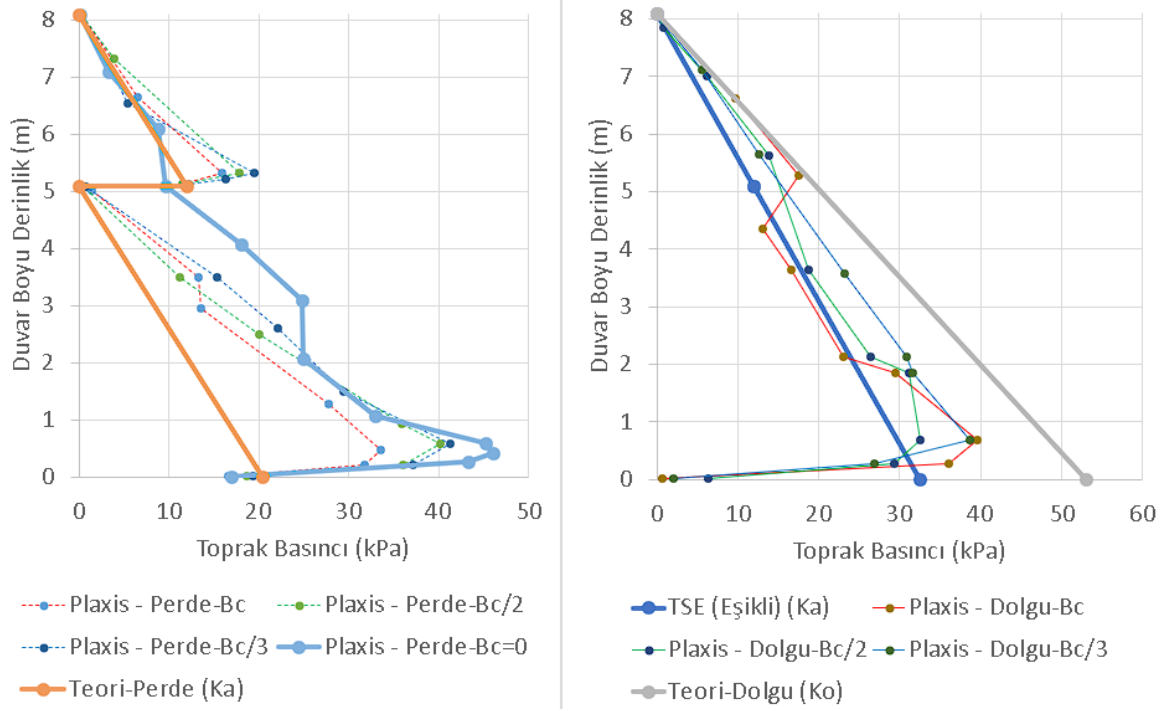 8
7
6
5
4
3
2
1
0
Duvar Boyu Derinlik (m)
0 10 20 30 40 50
Toprak Basıncı (kPa)
Plaxis - Perde-Bc Plaxis - Perde-Bc/2
Plaxis - Perde-Bc/3 Plaxis - Perde-Bc=0
Teori-Perde (Ka)
8
7
6
5
4
3
2
1
0
Duvar Boyu Derinlik (m)
0 10 20 30 40 50 60
Toprak Basıncı (kPa)
TSE (Eşikli) (Ka) Plaxis - Dolgu-Bc
Plaxis - Dolgu-Bc/2 Plaxis - Dolgu-Bc/3
Teori-Dolgu (Ko)